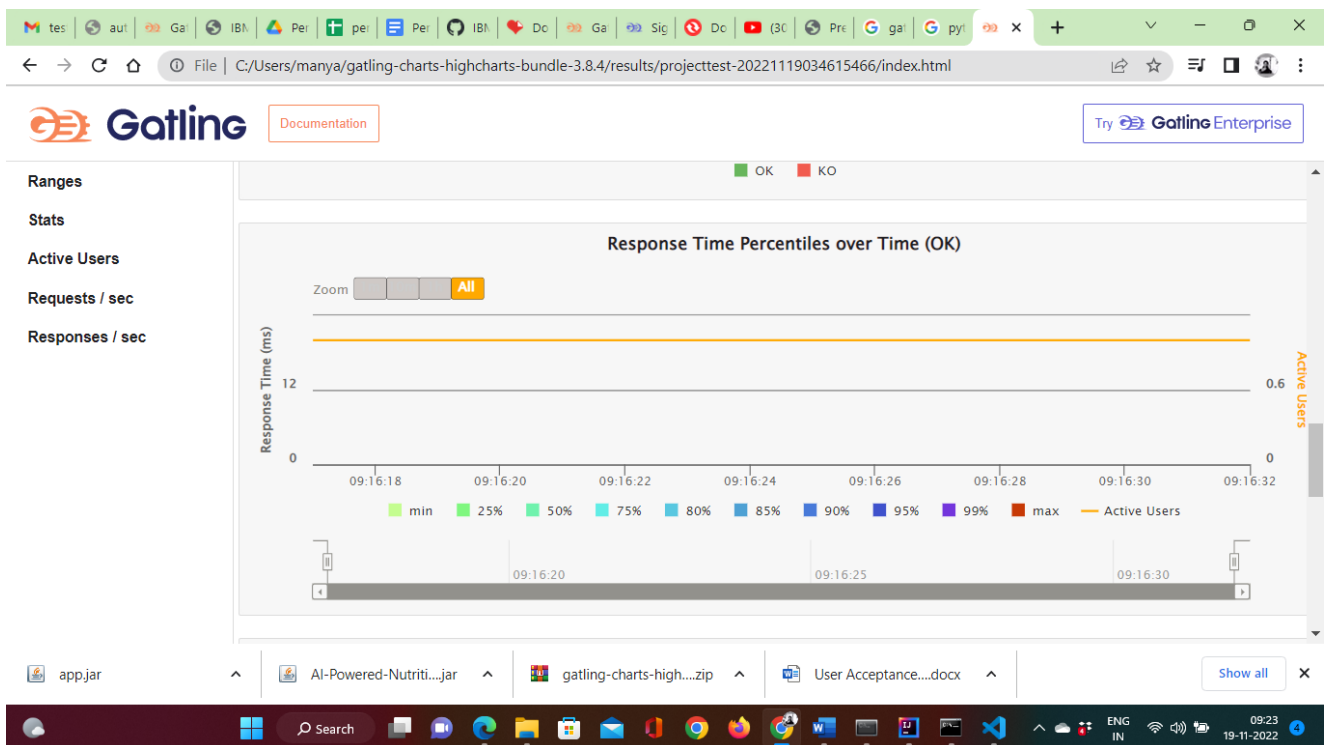 tes aut Gat IBN Per per Per IBN Do Ga Sig Do (30 Pre gat pyt
File C:/Users/manya/gatling-charts-highcharts-bundle-3.8.4/results/projecttest-20221119034615466/index.html
Gatling Documentation Try Gatling Enterprise
Ranges
Stats
Active Users
Requests / sec
Responses / sec
OK KO
Response Time Percentiles over Time (OK)
Zoom All
Response Time (ms)
12
0
0.6
0
Active Users
09:16:18 09:16:20 09:16:22 09:16:24 09:16:26 09:16:28 09:16:30 09:16:32
min 25% 50% 75% 80% 85% 90% 95% 99% max Active Users
09:16:20 09:16:25 09:16:30
app.jar AI-Powered-Nutriti....jar gatling-charts-high....zip User Acceptance....docx Show all
Search ENG 09:23
IN 19-11-2022 4